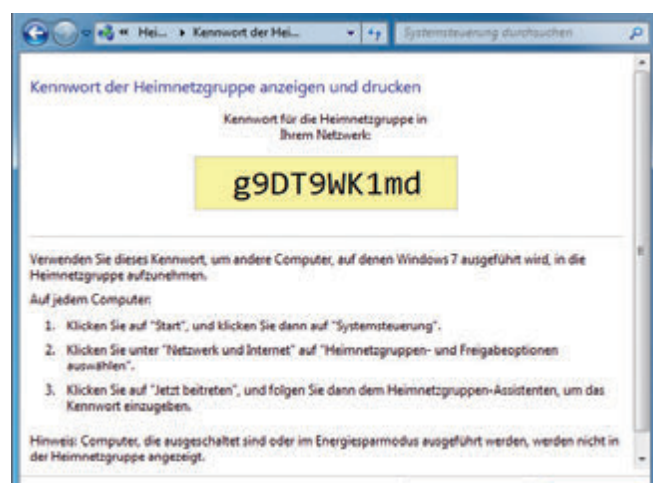 « Hei... ▸ Kennwort der Hei...
Systemsteuerung durchsuchen
Kennwort der Heimnetzgruppe anzeigen und drucken
Kennwort für die Heimnetzgruppe in
Ihrem Netzwerk:
g9DT9WK1md
Verwenden Sie dieses Kennwort, um andere Computer, auf denen Windows 7 ausgeführt wird, in die
Heimnetzgruppe aufzunehmen.
Auf jedem Computer:
1. Klicken Sie auf "Start", und klicken Sie dann auf "Systemsteuerung".
2. Klicken Sie unter "Netzwerk und Internet" auf "Heimnetzgruppen- und Freigabeoptionen
auswählen".
3. Klicken Sie auf "Jetzt beitreten", und folgen Sie dann dem Heimnetzgruppen-Assistenten, um das
Kennwort einzugeben.
Hinweis: Computer, die ausgeschaltet sind oder im Energiesparmodus ausgeführt werden, werden nicht in
der Heimnetzgruppe angezeigt.